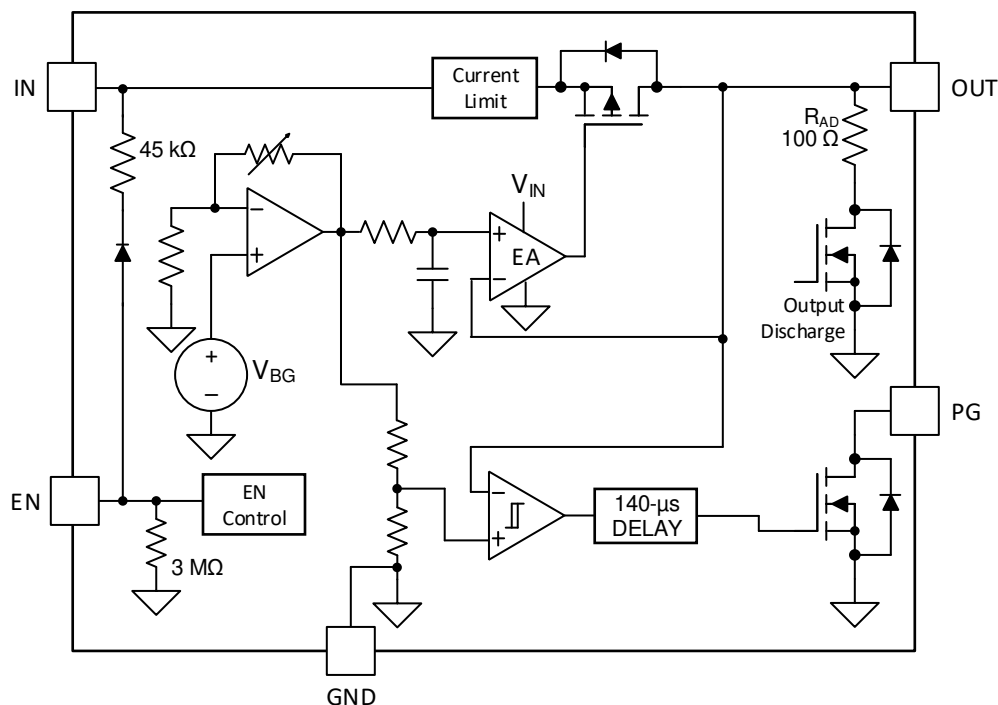 IN
Current
Limit
OUT
R_AD
100 Ω
45 kΩ
V_IN
−
+
+
EA
−
Output
Discharge
+
−
V_BG
PG
EN
EN
Control
−
+
140-µs
DELAY
3 MΩ
GND